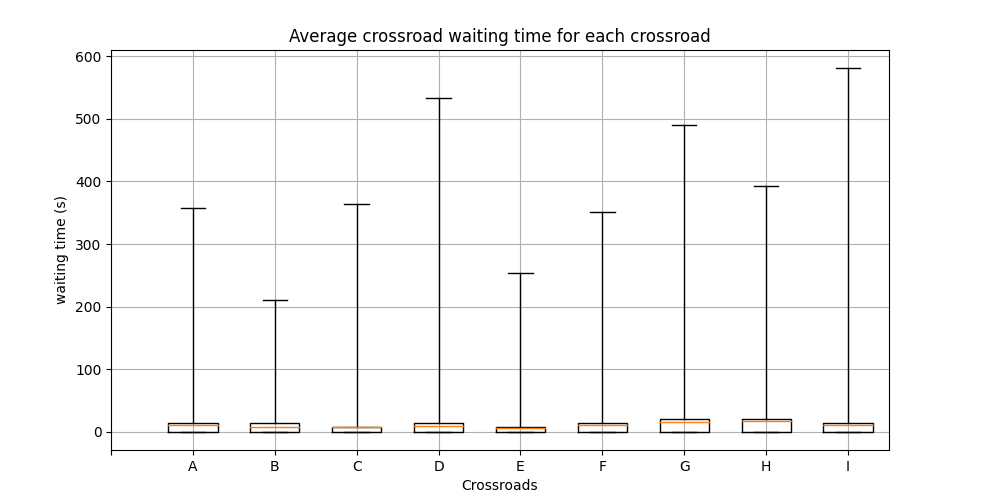 Average crossroad waiting time for each crossroad
600
500
400
300
200
100
0
waiting time (s)
A B C D E F G H I
Crossroads